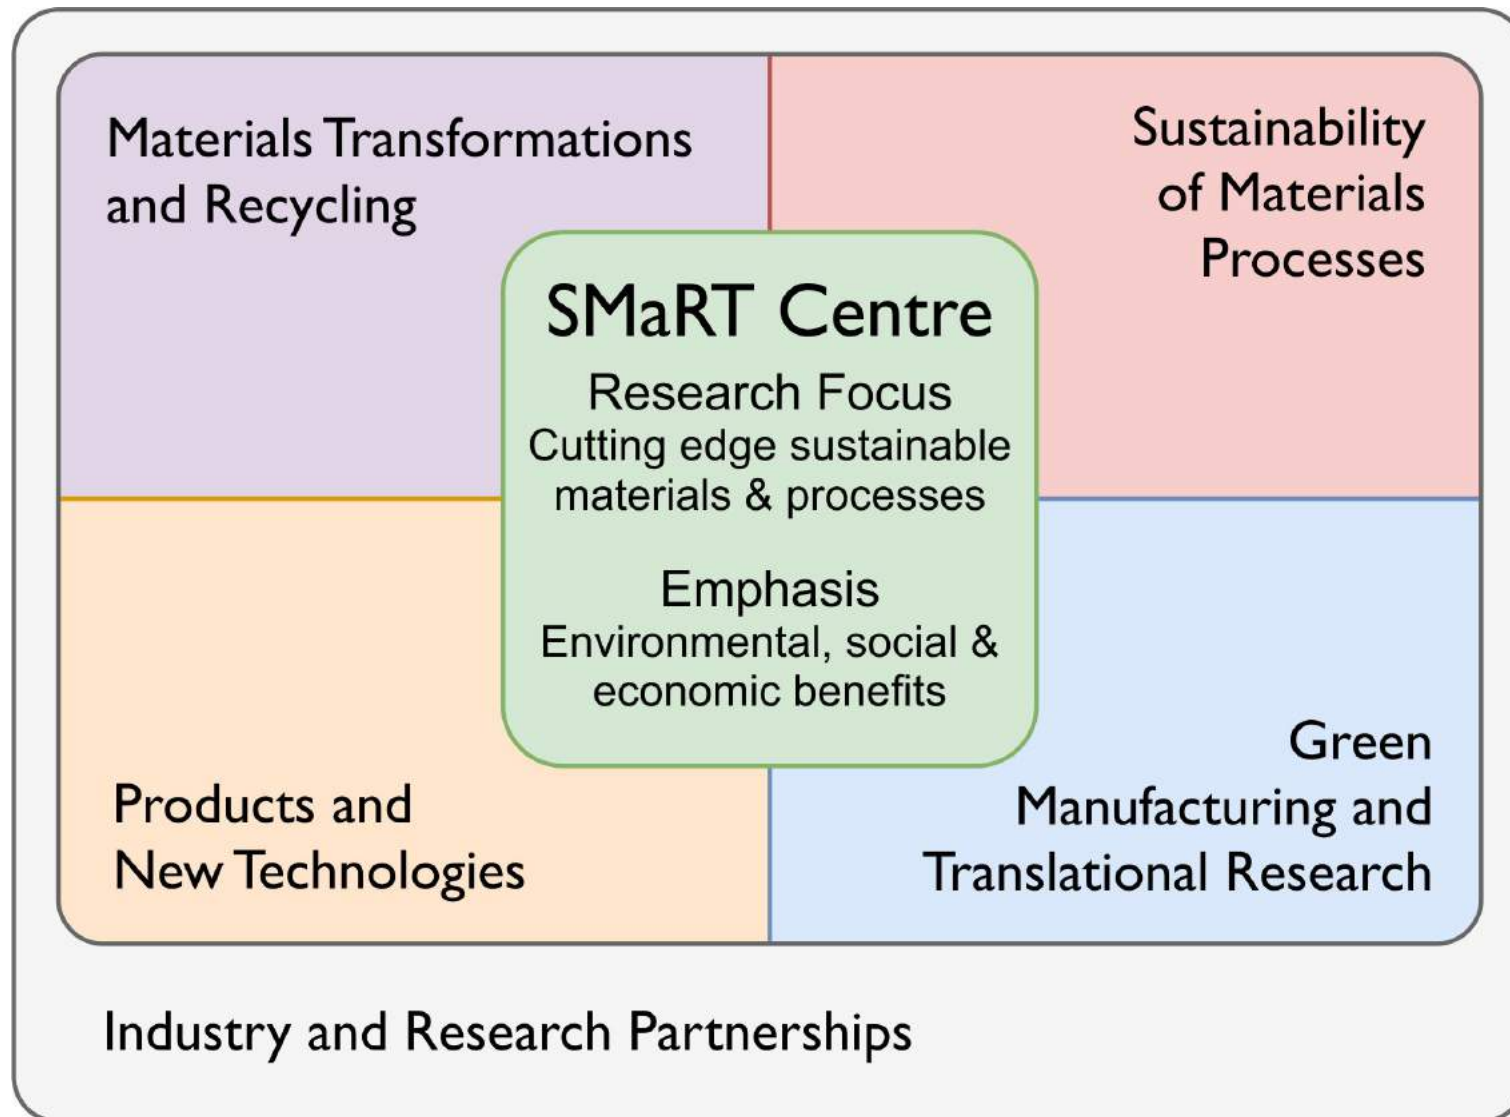 Materials Transformations
and Recycling
Sustainability
of Materials
Processes
SMaRT Centre
Research Focus
Cutting edge sustainable
materials & processes
Emphasis
Environmental, social &
economic benefits
Products and
New Technologies
Green
Manufacturing and
Translational Research
Industry and Research Partnerships